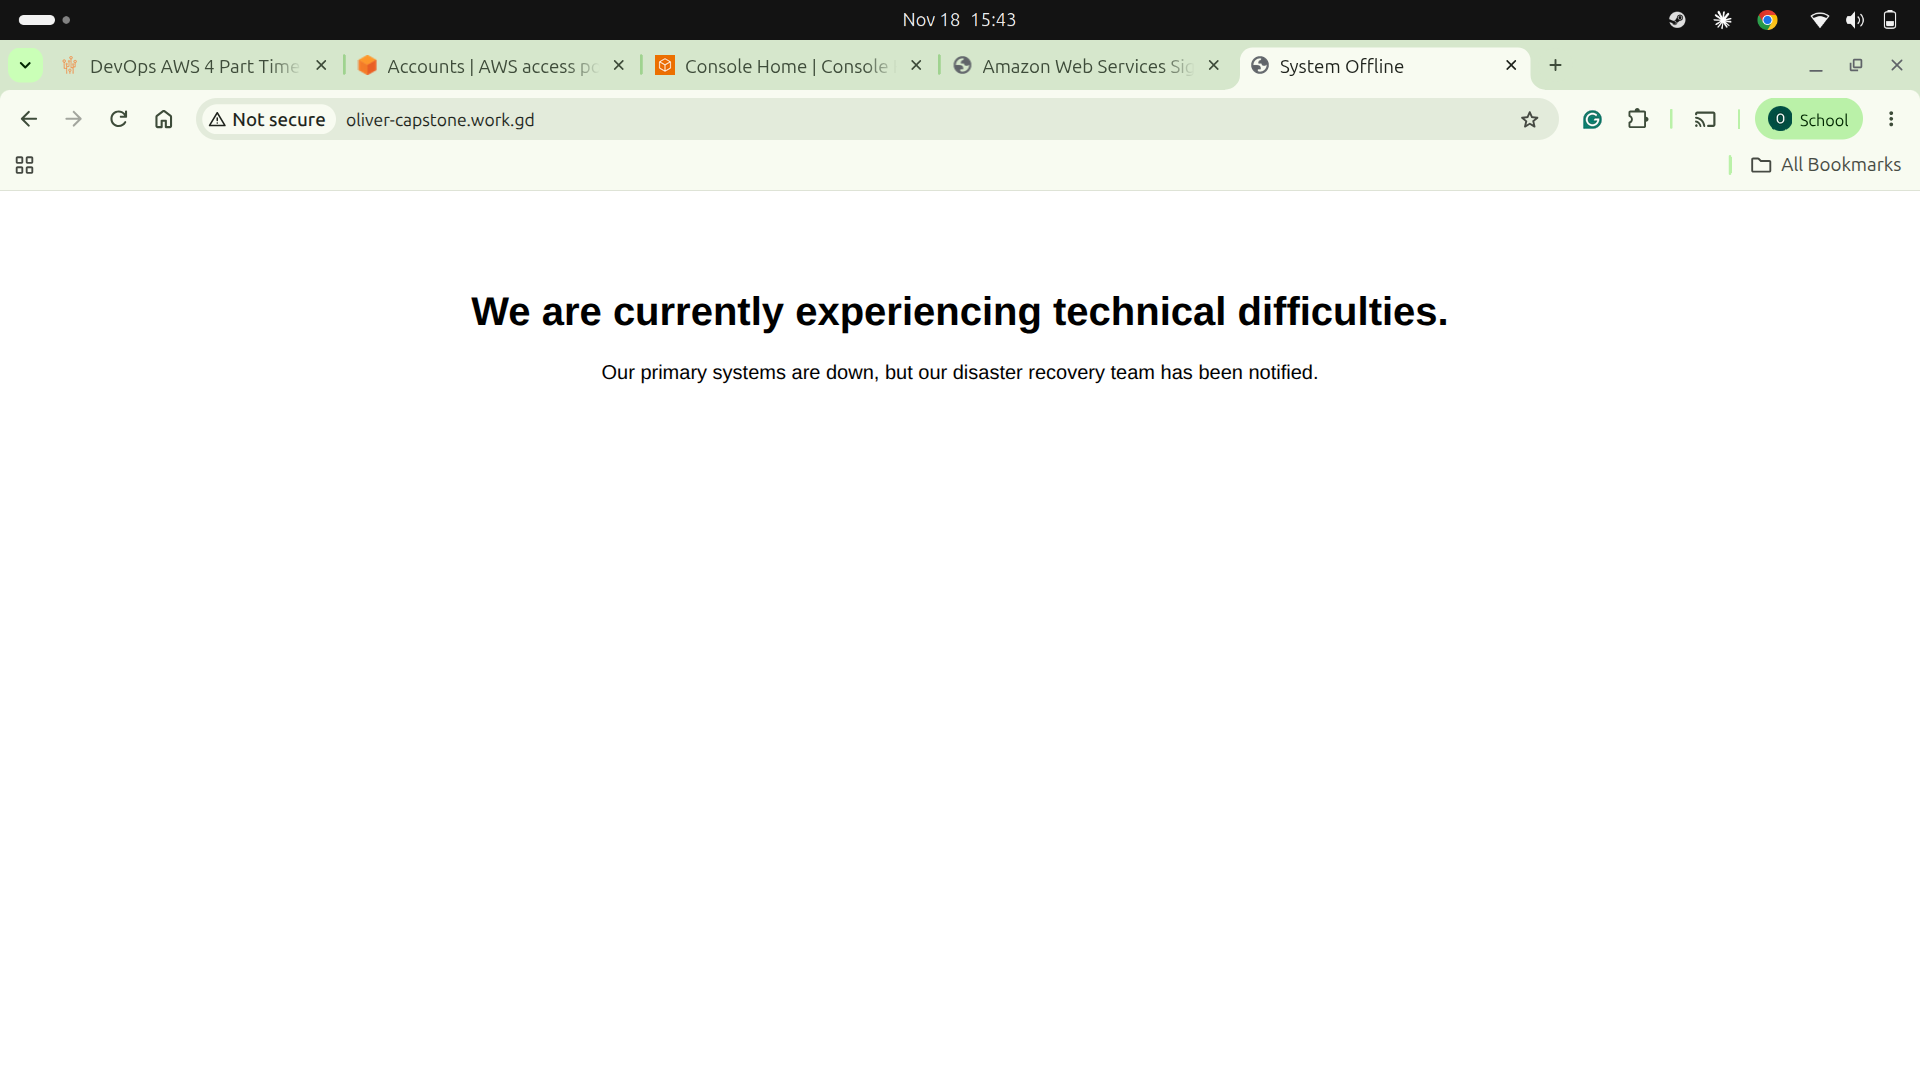 Nov 18 15:43
DevOps AWS 4 Part Time
Accounts | AWS access po
Console Home | Console
Amazon Web Services Sig
System Offline
Not secure
oliver-capstone.work.gd
O
School
All Bookmarks
We are currently experiencing technical difficulties.
Our primary systems are down, but our disaster recovery team has been notified.